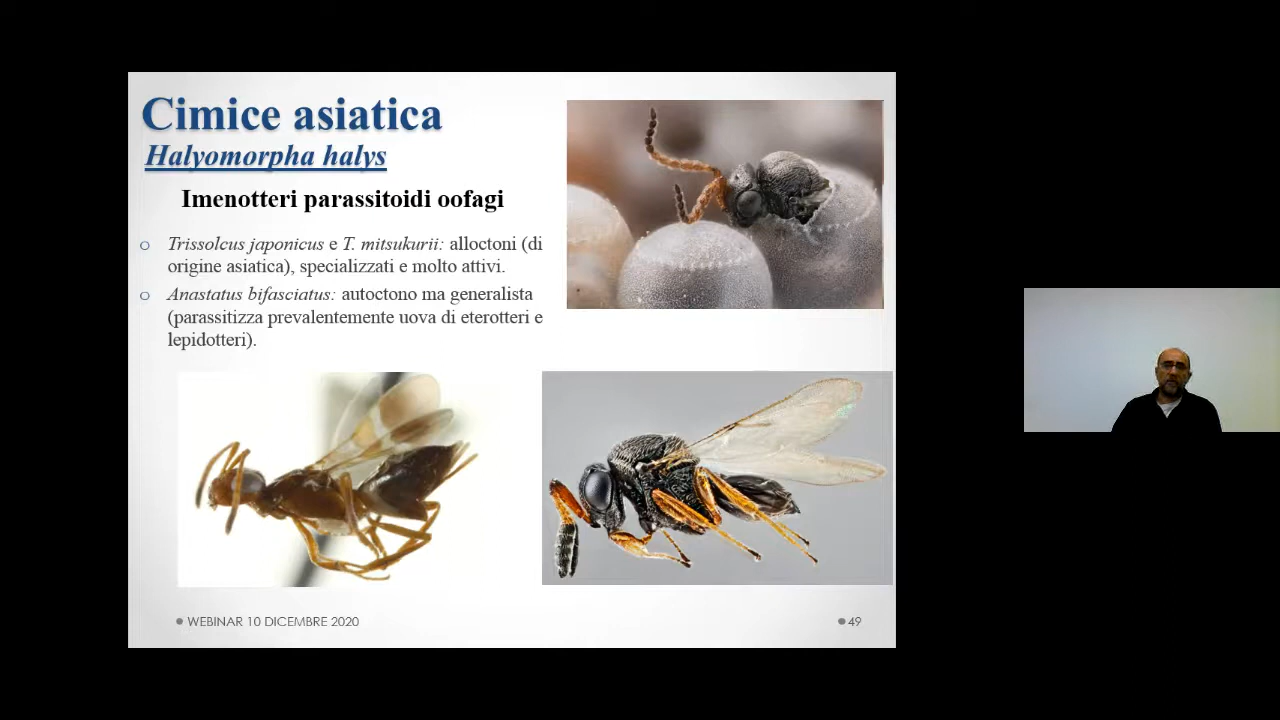 Cimice asiatica
Halyomorpha halys
Imenotteri parassitoidi oofagi
Trissolcus japonicus e T. mitsukurii: alloctoni (di
origine asiatica), specializzati e molto attivi.
Anastatus bifasciatus: autoctono ma generalista
(parassitizza prevalentemente uova di eterotteri e
lepidotteri).
WEBINAR 10 DICEMBRE 2020
49